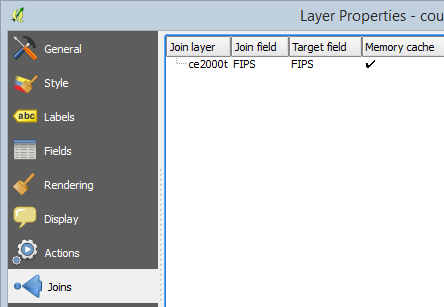 Layer Properties - cou
General
Style
abc
Labels
Fields
Rendering
Display
Actions
Joins
Join layer Join field Target field Memory cache
ce2000t FIPS FIPS